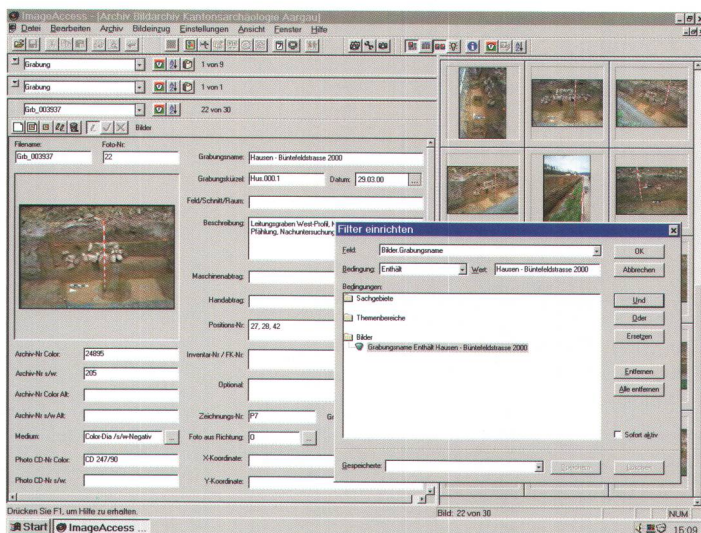 ImageAccess - [Archiv Bildarchiv Kantonsarchäologie Aargau]
Datei Bearbeiten Archiv Bildeinzug Einstellungen Ansicht Fenster Hilfe
Grabung 1 von 9
Grabung 1 von 1
Grb_003937 22 von 30
Bilder
Filename: Foto-Nr:
Grb_003937 22
Grabungsname: Hausen - Büntefeldstrasse 2000
Grabungskürzel: Hus.000.1 Datum: 29.03.00 ...
Feld/Schnitt/Raum:
Beschreibung: Leitungsgraben West-Profil,
Pfählung, Nachuntersuchung
Maschinenabtrag:
Handabtrag:
Positions-Nr: 27, 28, 42
Archiv-Nr Color: 24895
Inventar-Nr / FK-Nr:
Archiv-Nr s/w: 205
Archiv-Nr Color Alt:
Optional:
Archiv-Nr s/w Alt:
Zeichnungs-Nr: P7
Medium: Color-Dia /s/w-Negativ ...
Foto aus Richtung: O ...
Photo CD-Nr Color: CD 247/90
X-Koordinate:
Photo CD-Nr s/w:
Y-Koordinate:
Filter einrichten
Feld: Bilder.Grabungsname OK
Bedingung: Enthält Wert: Hausen - Büntefeldstrasse 2000 Abbrechen
Bedingungen:
Sachgebiete Und
Themenbereiche Oder
Bilder Ersetzen
Grabungsname Enthält Hausen - Büntefeldstrasse 2000
Entfernen
Alle entfernen
Sofort aktiv
Gespeicherte:
Drücken Sie F1, um Hilfe zu erhalten. Bild: 22 von 30 NUM
Start ImageAccess ... 15:09